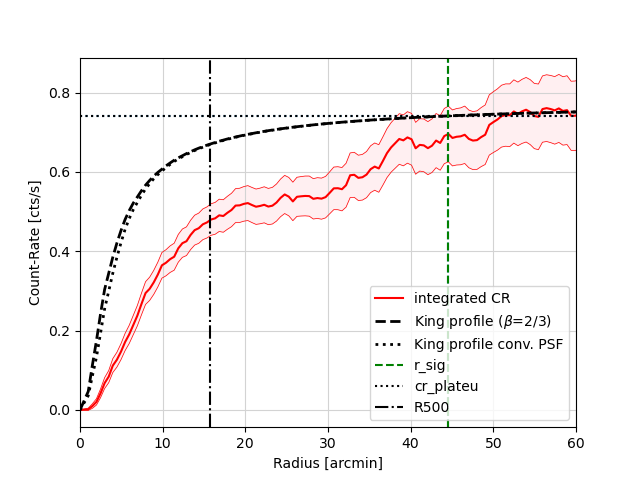 0.8
0.6
0.4
0.2
0.0
Count-Rate [cts/s]
integrated CR
King profile (β=2/3)
King profile conv. PSF
r_sig
cr_plateu
R500
0 10 20 30 40 50 60
Radius [arcmin]